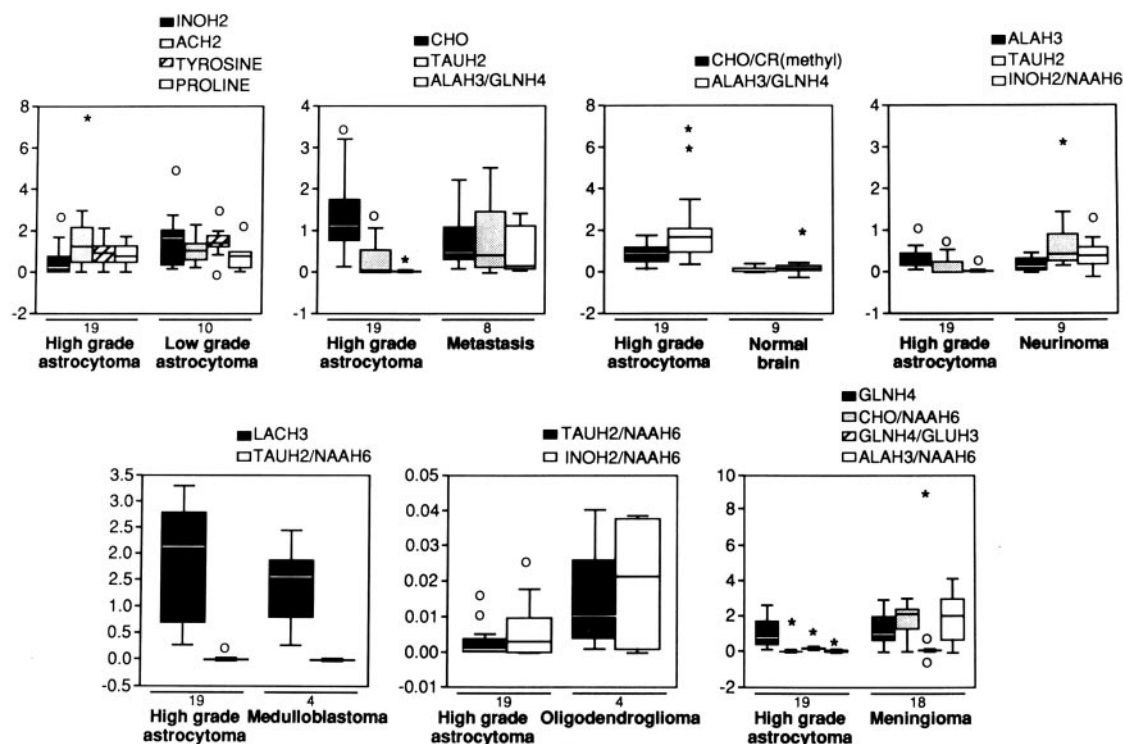 INOH2
ACH2
TYROSINE
PROLINE
8
6
4
2
0
-2
19
10
High grade
astrocytoma
Low grade
astrocytoma
CHO
TAUH2
ALAH3/GLNH4
4
3
2
1
0
-1
19
8
High grade
astrocytoma
Metastasis
CHO/CR(methyl)
ALAH3/GLNH4
8
6
4
2
0
-2
19
9
High grade
astrocytoma
Normal
brain
ALAH3
TAUH2
INOH2/NAAH6
4
3
2
1
0
-1
19
9
High grade
astrocytoma
Neurinoma
LACH3
TAUH2/NAAH6
3.5
3.0
2.5
2.0
2.5
1.0
0.5
0.0
-0.5
19
4
High grade
astrocytoma
Medulloblastoma
TAUH2/NAAH6
INOH2/NAAH6
0.05
0.04
0.03
0.02
0.01
0.00
-0.01
19
4
High grade
astrocytoma
Oligodendroglioma
GLNH4
CHO/NAAH6
GLNH4/GLUH3
ALAH3/NAAH6
10
8
6
4
2
0
-2
19
18
High grade
astrocytoma
Meningioma